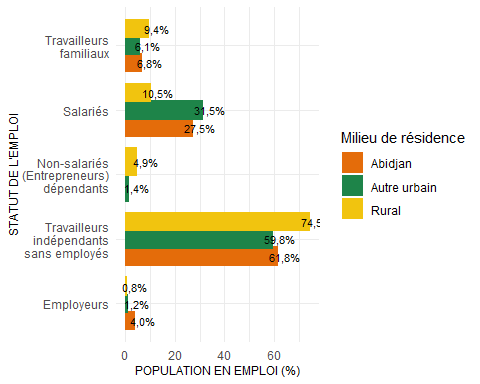 STATUT DE L'EMPLOI
Travailleurs
familiaux
9,4%
6,1%
6,8%
Salariés
10,5%
31,5%
27,5%
Non-salariés
(Entrepreneurs)
dépendants
4,9%
1,4%
Travailleurs
indépendants
sans employés
74,5
59,8%
61,8%
Employeurs
0,8%
1,2%
4,0%
0
20
40
60
POPULATION EN EMPLOI (%)
Milieu de résidence
Abidjan
Autre urbain
Rural